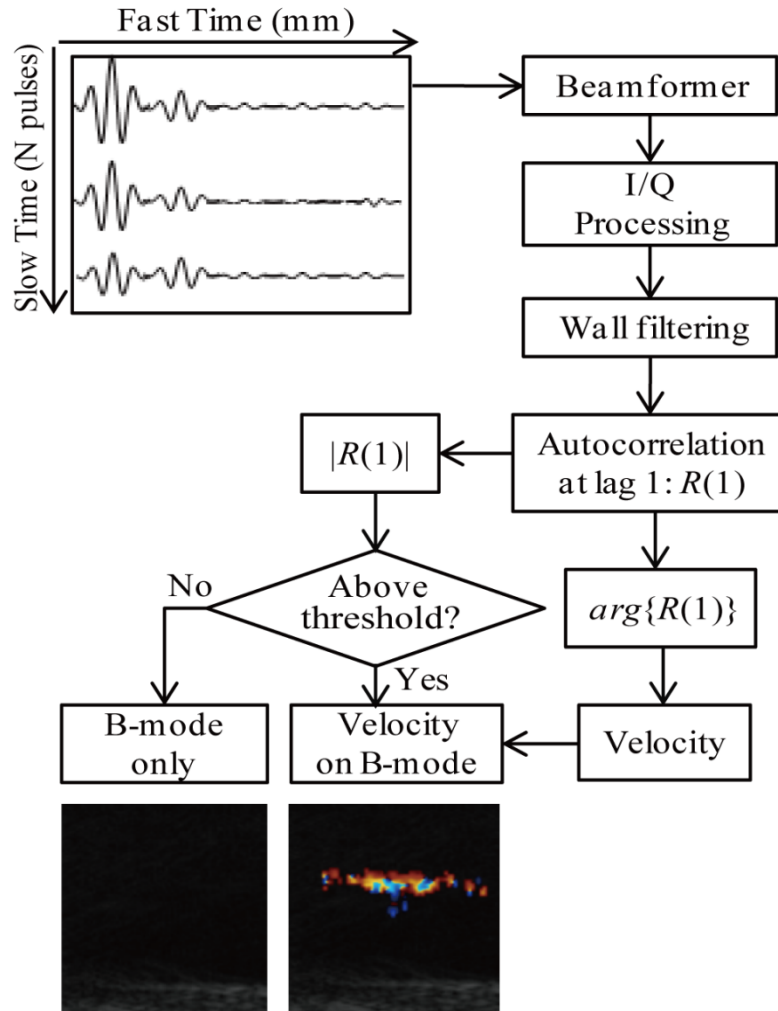 Fast Time (mm)
Slow Time (N pulses)
Beamformer
I/Q
Processing
Wall filtering
Autocorrelation
at lag 1: R(1)
|R(1)|
Above
threshold?
No
Yes
arg{R(1)}
B-mode
only
Velocity
on B-mode
Velocity